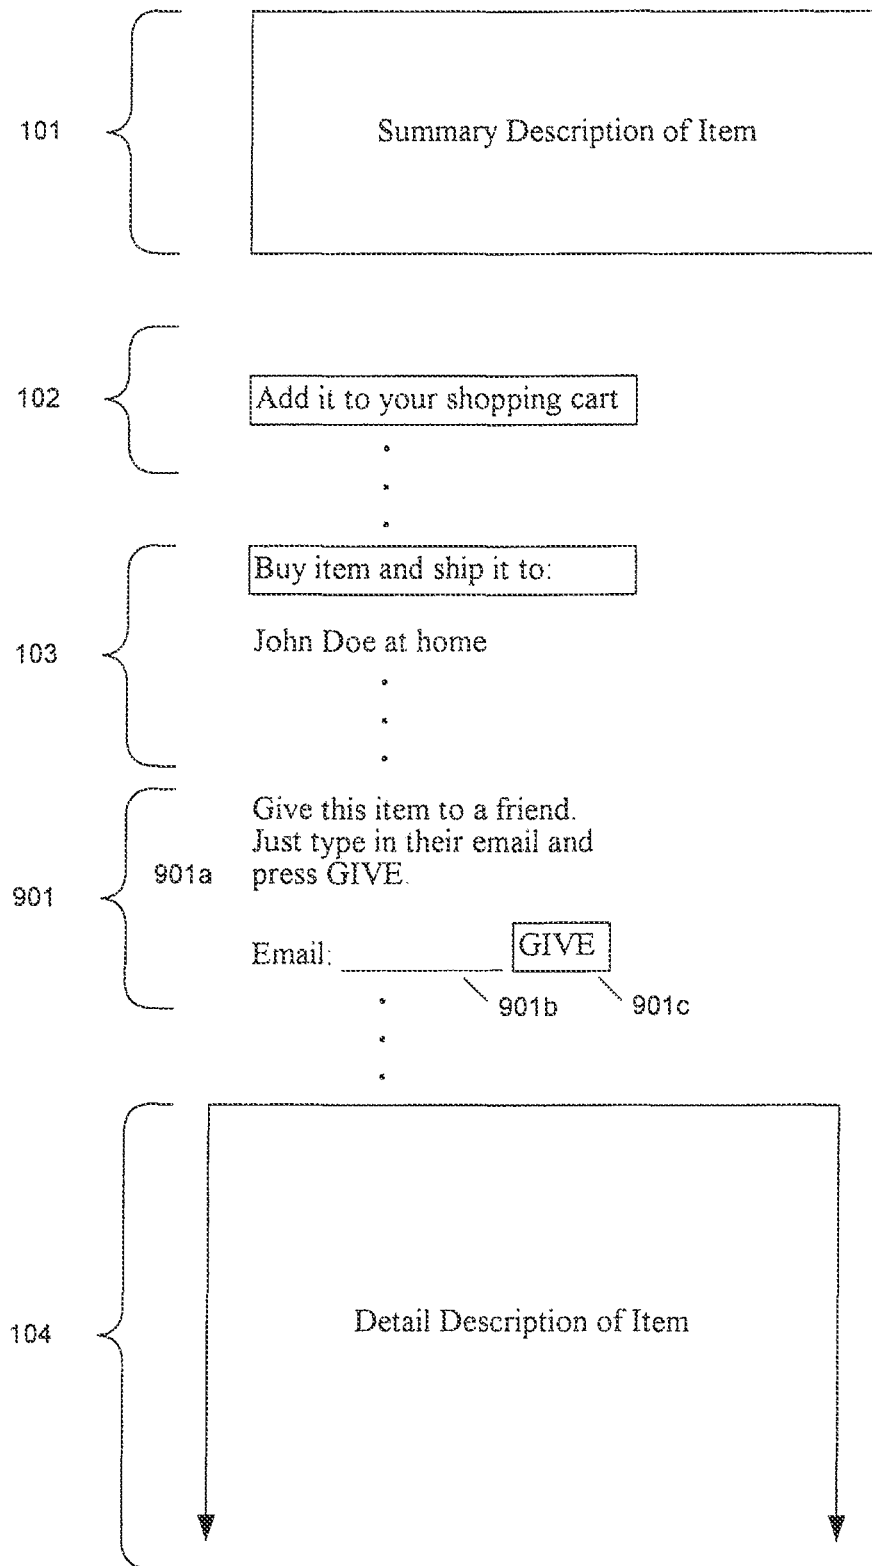 101
Summary Description of Item
102
Add it to your shopping cart
103
Buy item and ship it to:
John Doe at home
901
901a
Give this item to a friend.
Just type in their email and
press GIVE.
Email: GIVE
901b 901c
104
Detail Description of Item